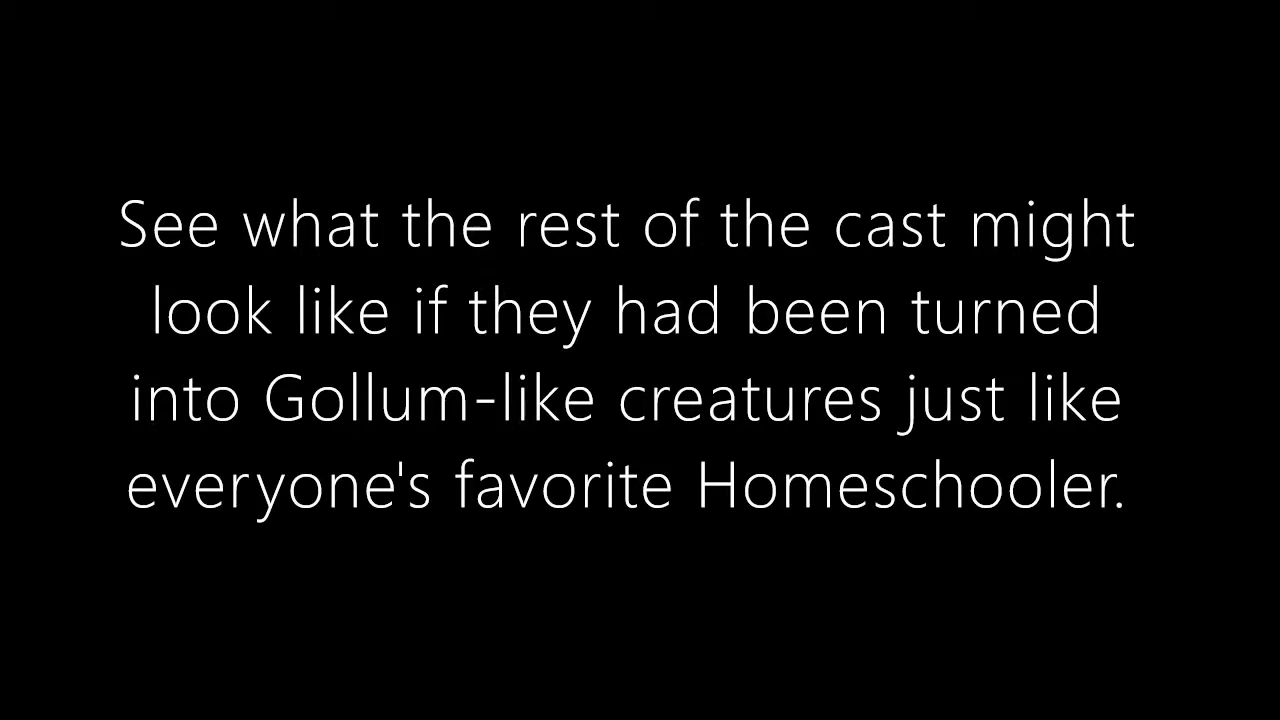 See what the rest of the cast might
look like if they had been turned
into Gollum-like creatures just like
everyone's favorite Homeschooler.